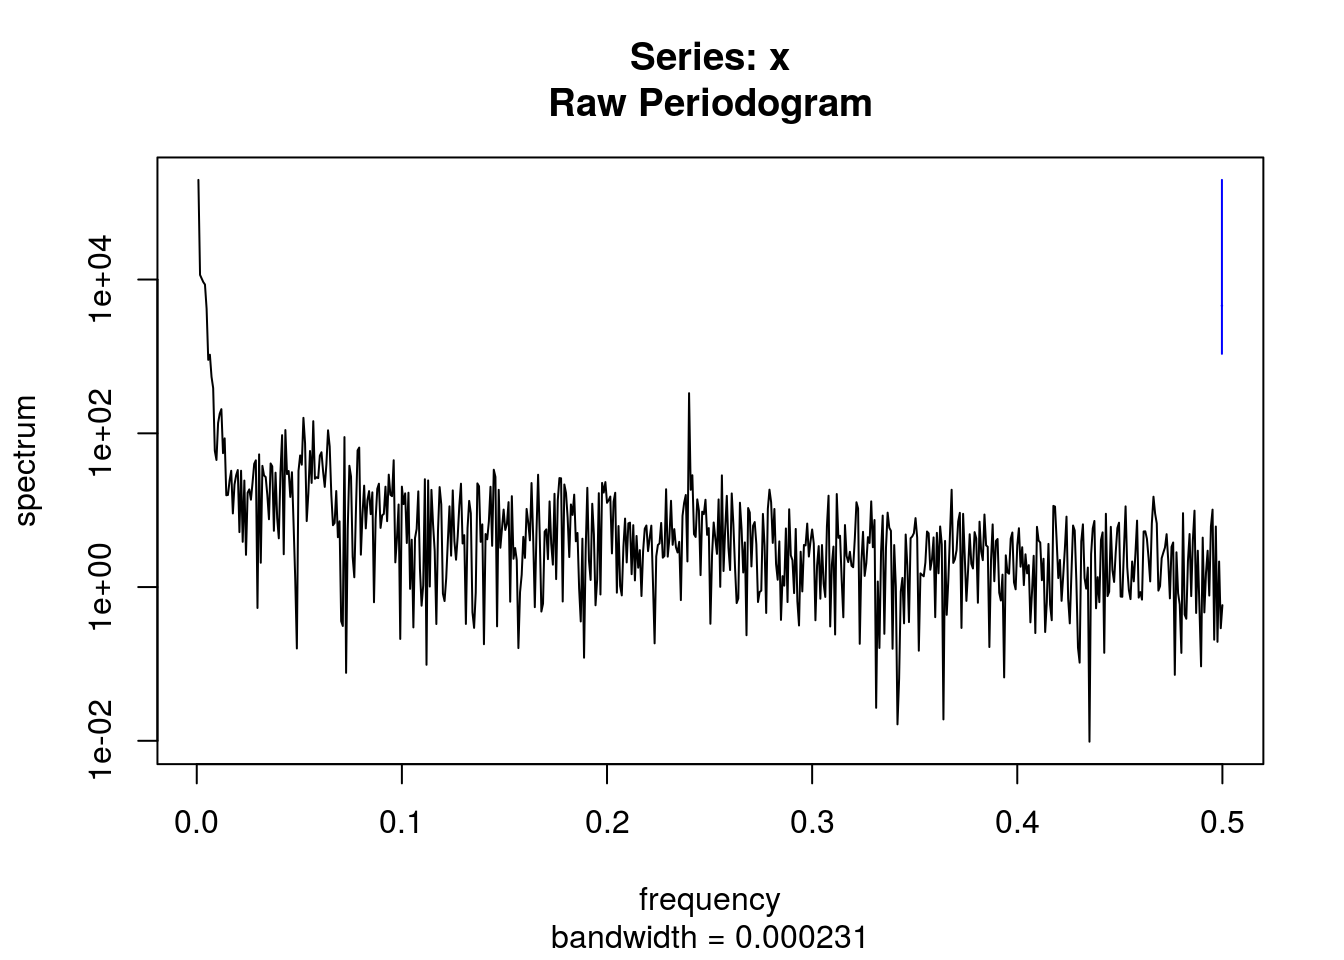 Series: x
Raw Periodogram
spectrum
1e+04
1e+02
1e+00
1e-02
0.0 0.1 0.2 0.3 0.4 0.5
frequency
bandwidth = 0.000231